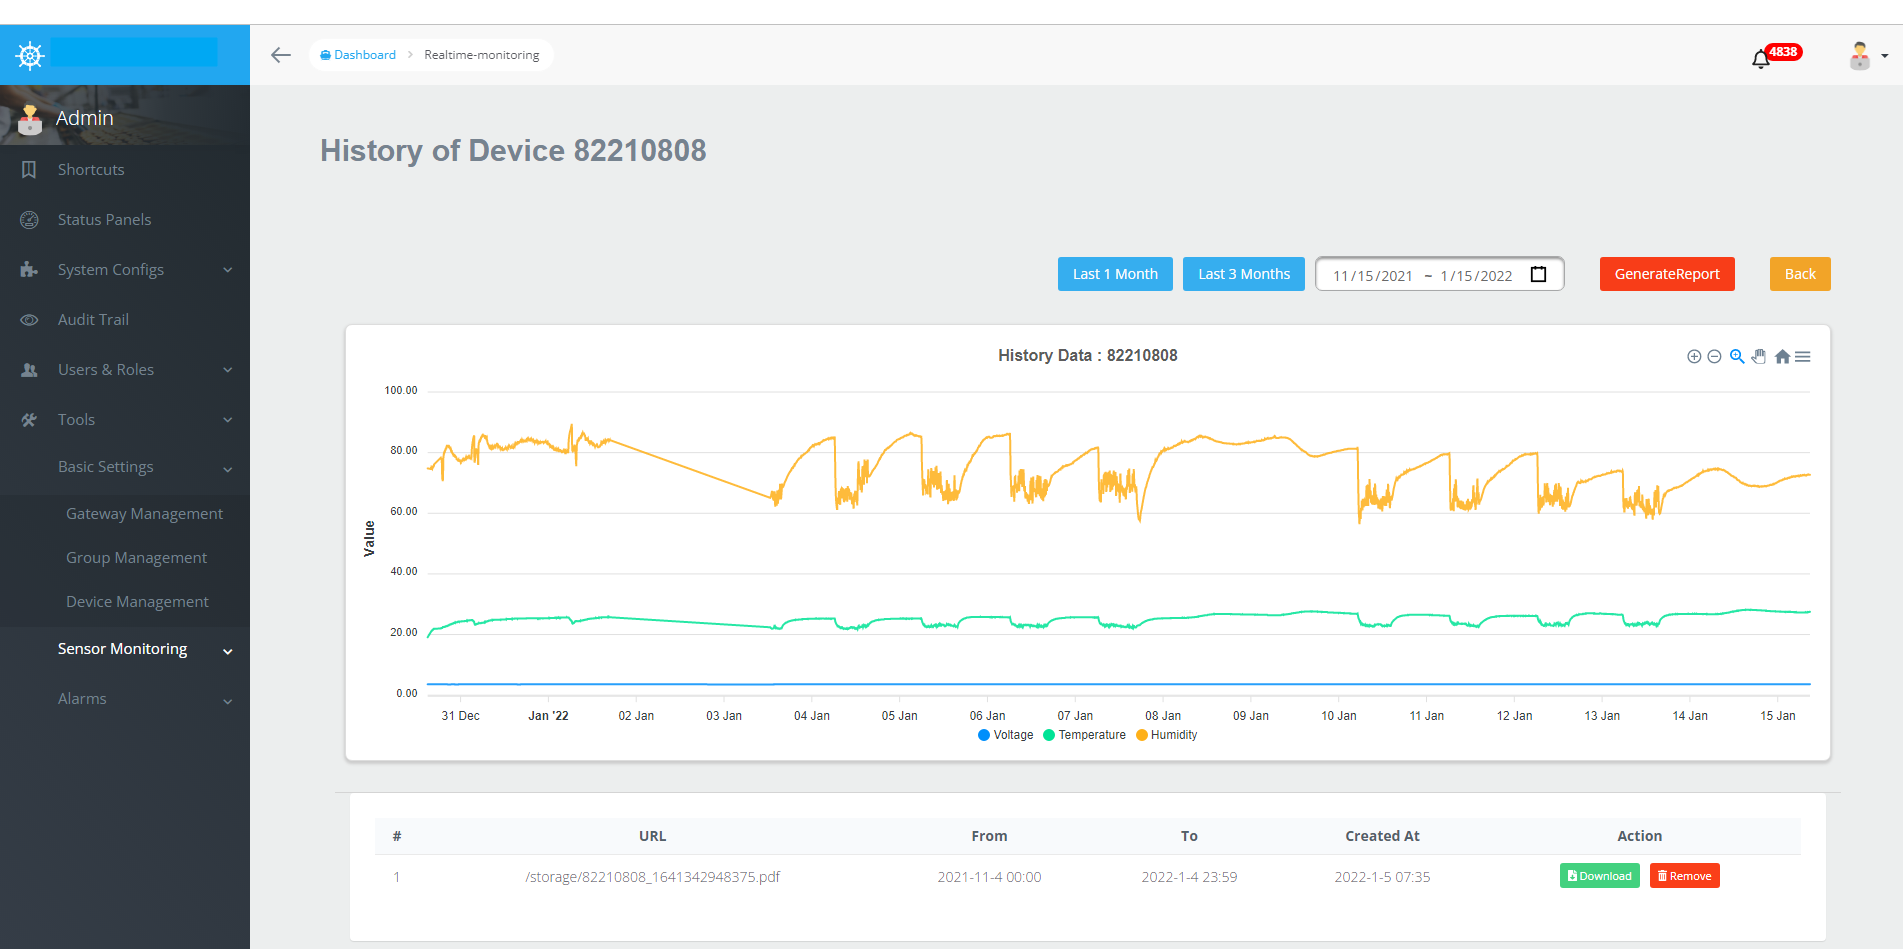 Dashboard > Realtime-monitoring
4838
Admin
Shortcuts
Status Panels
System Configs
Audit Trail
Users & Roles
Tools
Basic Settings
Gateway Management
Group Management
Device Management
Sensor Monitoring
Alarms
History of Device 82210808
Last 1 Month
Last 3 Months
11/15/2021 ~ 1/15/2022
GenerateReport
Back
History Data : 82210808
100.00
80.00
60.00
40.00
20.00
0.00
Value
31 Dec Jan '22 02 Jan 03 Jan 04 Jan 05 Jan 06 Jan 07 Jan 08 Jan 09 Jan 10 Jan 11 Jan 12 Jan 13 Jan 14 Jan 15 Jan
Voltage Temperature Humidity
# URL From To Created At Action
1 /storage/82210808_1641342948375.pdf 2021-11-4 00:00 2022-1-4 23:59 2022-1-5 07:35 Download Remove